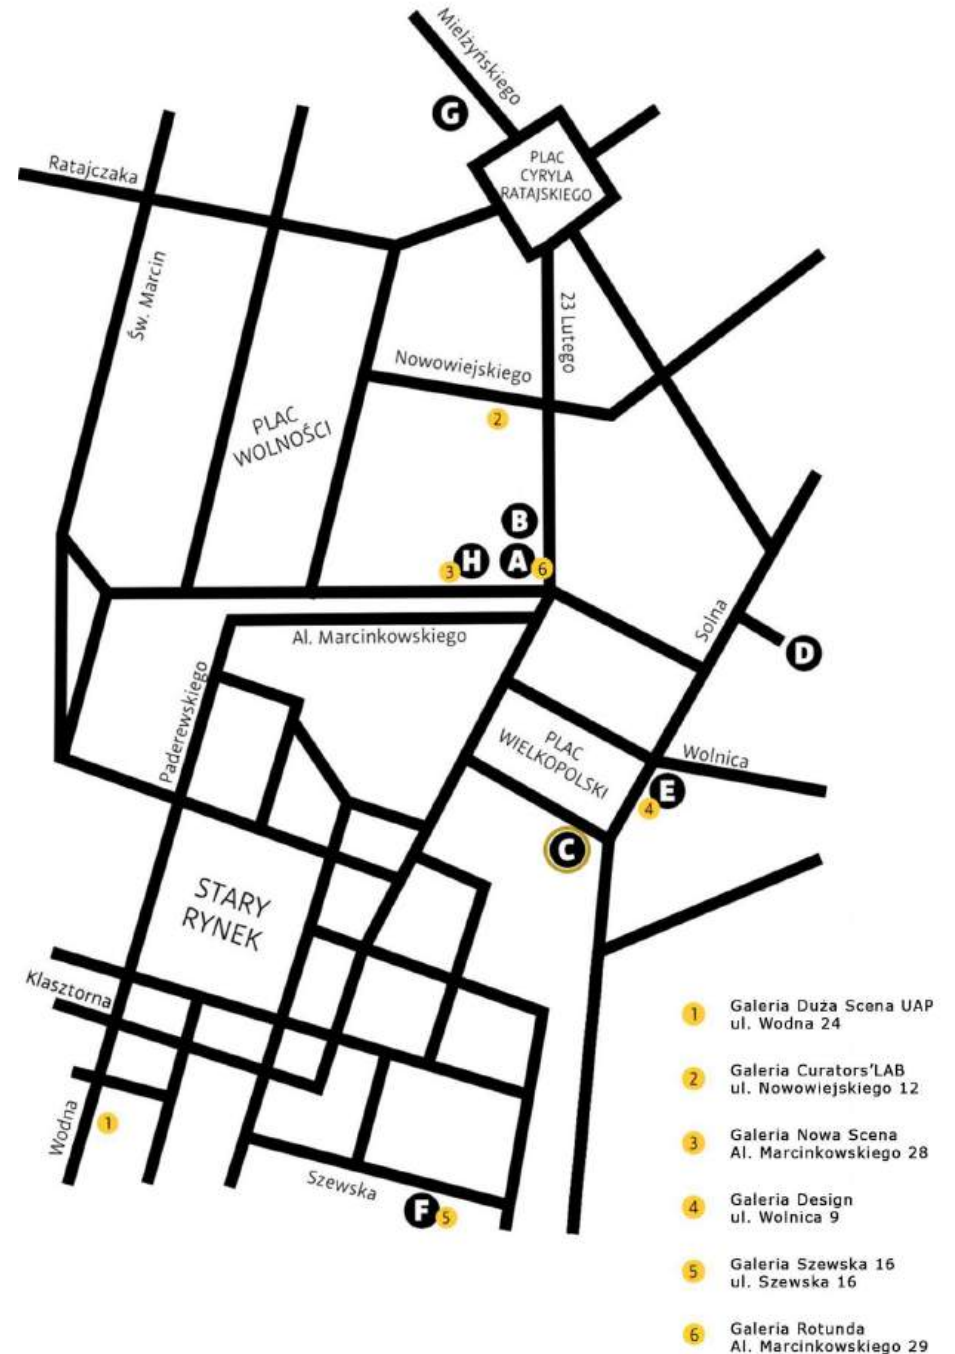 Mielżyńskiego
G
PLAC
CYRYLA
RATAJSKIEGO
Ratajczaka
Św. Marcin
23 Lutego
Nowowiejskiego
2
PLAC
WOLNOŚCI
B
3
H
A
6
Al. Marcinkowskiego
Solna
D
Paderewskiego
PLAC
WIELKOPOLSKI
Wolnica
E
4
C
STARY
RYNEK
Klasztorna
Wodna
1
Szewska
F
5
1
Galeria Duża Scena UAP
ul. Wodna 24
2
Galeria Curators'LAB
ul. Nowowiejskiego 12
3
Galeria Nowa Scena
Al. Marcinkowskiego 28
4
Galeria Design
ul. Wolnica 9
5
Galeria Szewska 16
ul. Szewska 16
6
Galeria Rotunda
Al. Marcinkowskiego 29